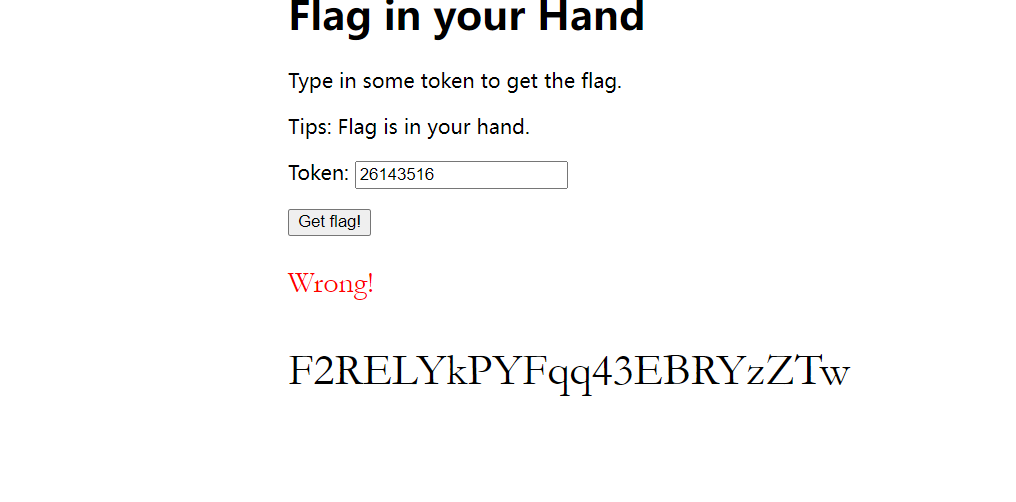 Flag in your Hand
Type in some token to get the flag.
Tips: Flag is in your hand.
Token: 26143516
Get flag!
Wrong!
F2RELYkPYFqq43EBRYzZTw